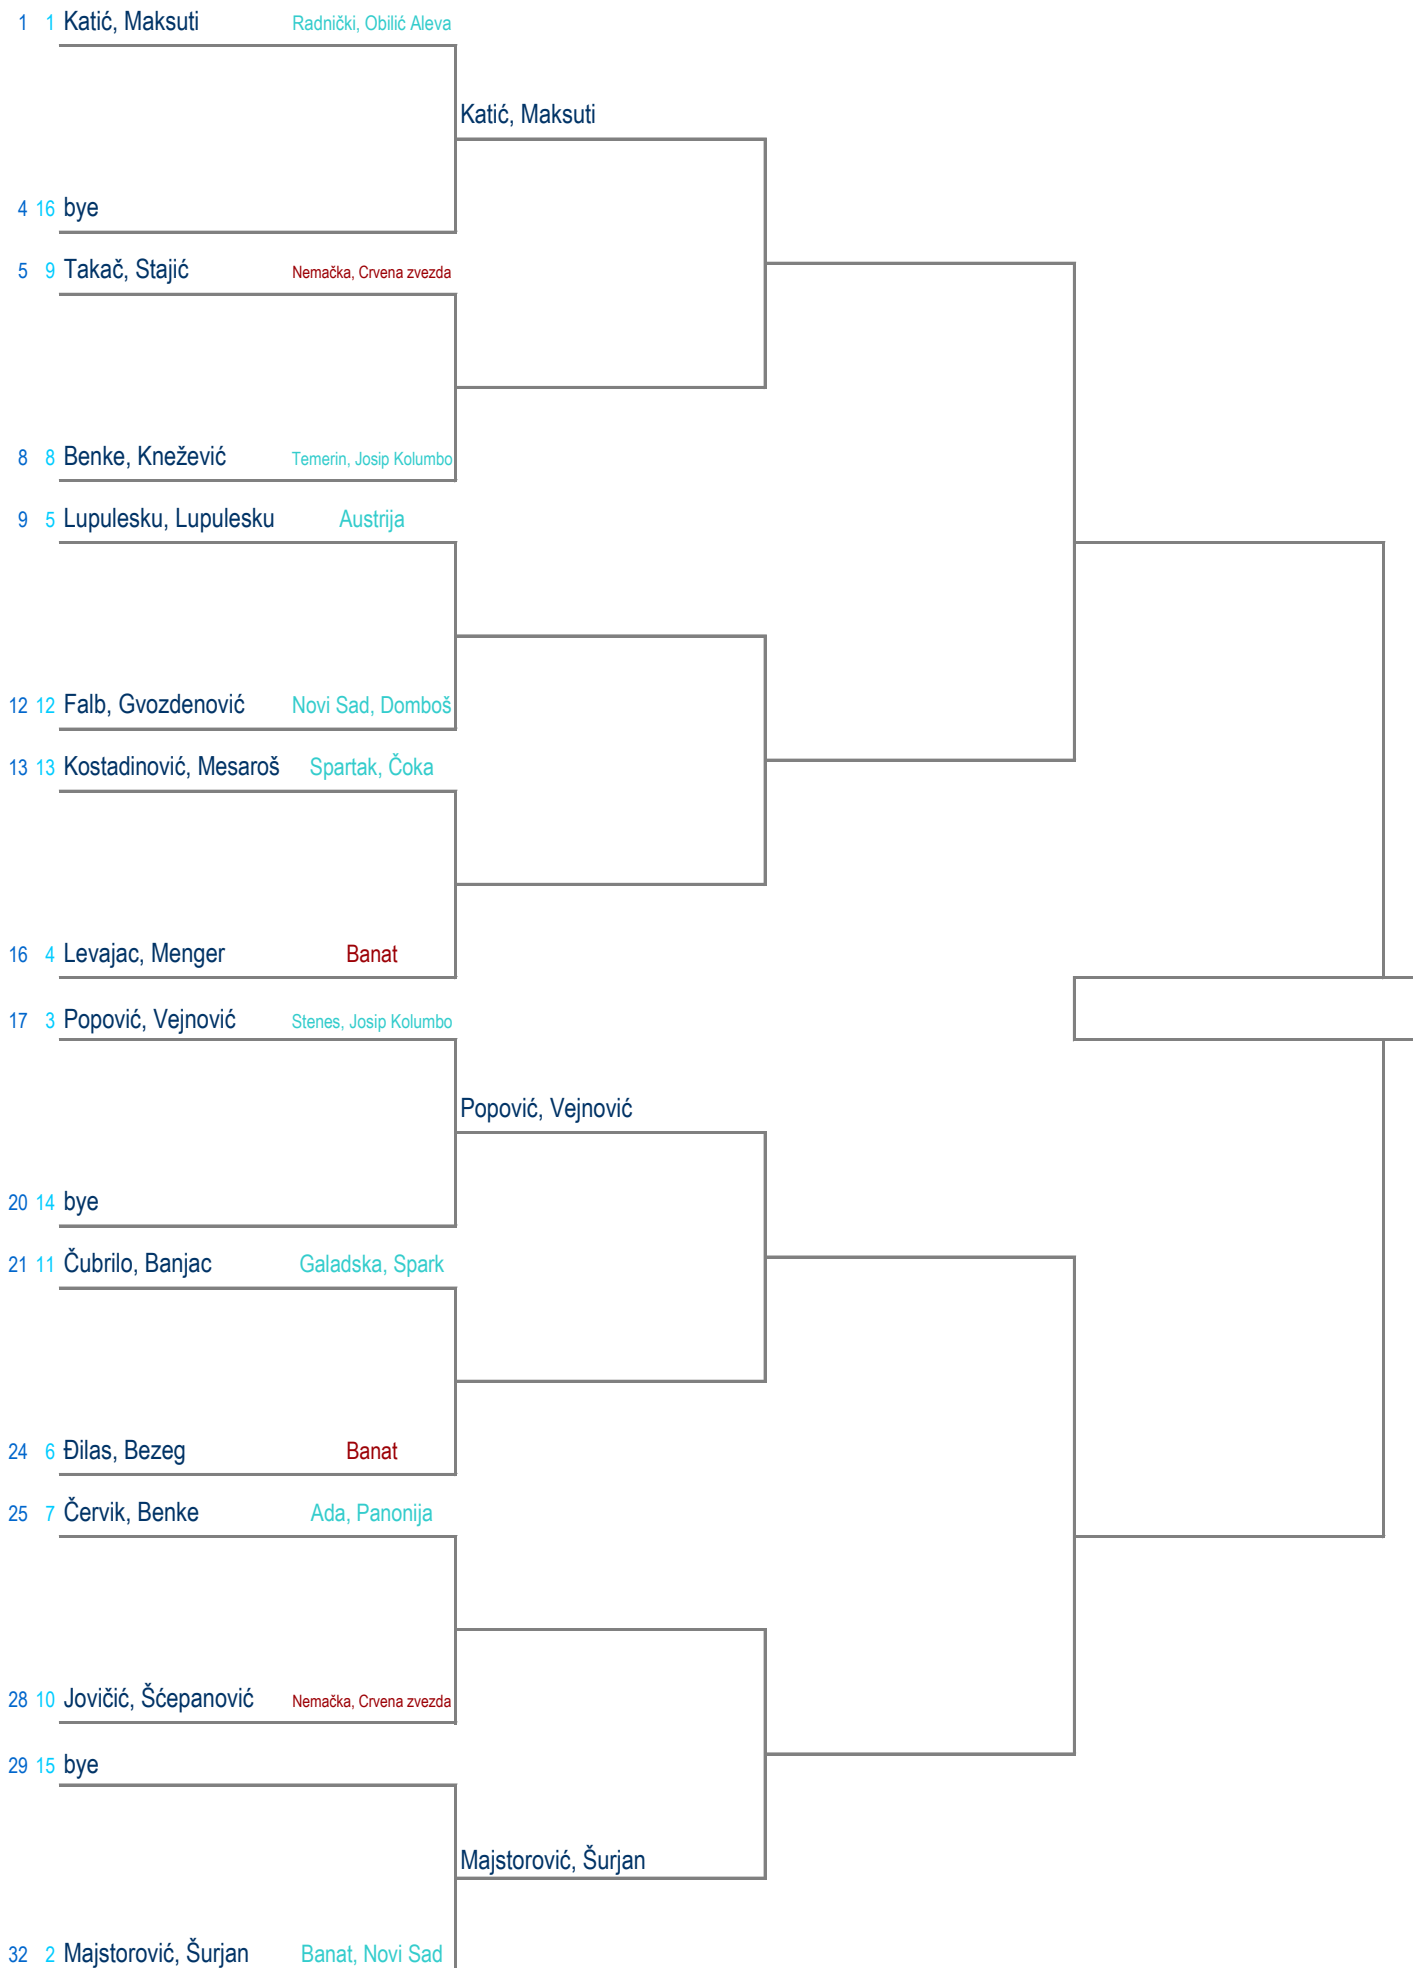 1 1 Katić, Maksuti Radnički, Obilić Aleva
Katić, Maksuti
4 16 bye
5 9 Takač, Stajić Nemačka, Crvena zvezda
8 8 Benke, Knežević Temerin, Josip Kolumbo
9 5 Lupulesku, Lupulesku Austrija
12 12 Falb, Gvozdenović Novi Sad, Domboš
13 13 Kostadinović, Mesaroš Spartak, Čoka
16 4 Levajac, Menger Banat
17 3 Popović, Vejnović Stenes, Josip Kolumbo
Popović, Vejnović
20 14 bye
21 11 Čubrilo, Banjac Galadska, Spark
24 6 Đilas, Bezeg Banat
25 7 Červik, Benke Ada, Panonija
28 10 Jovičić, Šćepanović Nemačka, Crvena zvezda
29 15 bye
Majstorović, Šurjan
32 2 Majstorović, Šurjan Banat, Novi Sad